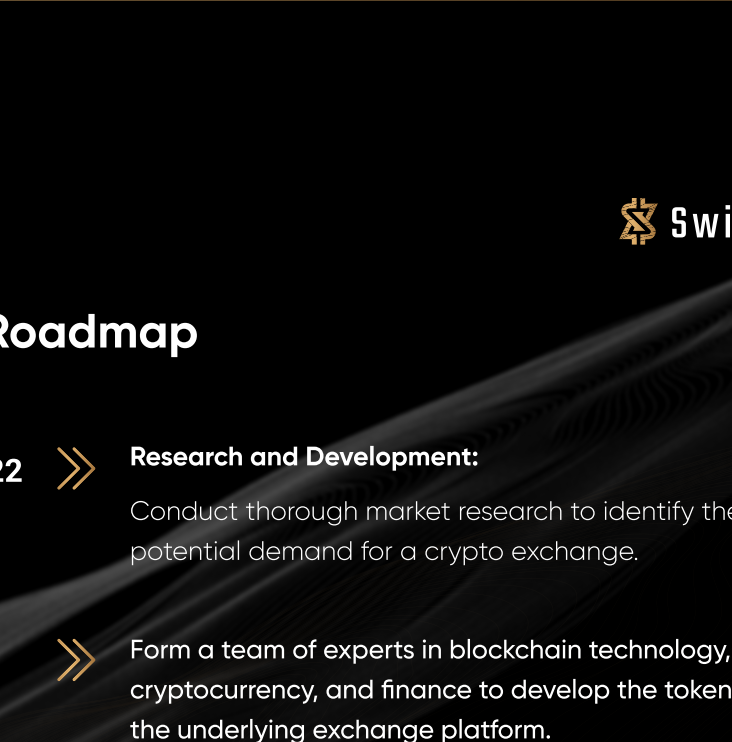 Swi
Roadmap
22
Research and Development:
Conduct thorough market research to identify the
potential demand for a crypto exchange.
Form a team of experts in blockchain technology,
cryptocurrency, and finance to develop the token
the underlying exchange platform.